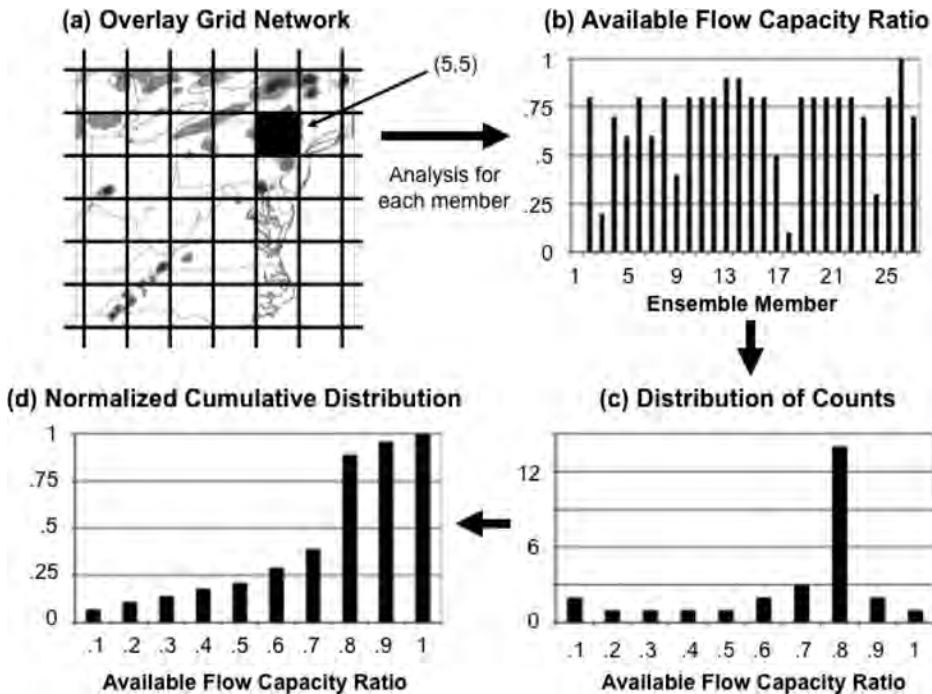 (a) Overlay Grid Network
(5,5)
Analysis for
each member
(b) Available Flow Capacity Ratio
1
0.75
.5
.25
0
1 5 9 13 17 21 25
Ensemble Member
(d) Normalized Cumulative Distribution
1
.75
.5
.25
0
.1 .2 .3 .4 .5 .6 .7 .8 .9 1
Available Flow Capacity Ratio
(c) Distribution of Counts
12
6
0
.1 .2 .3 .4 .5 .6 .7 .8 .9 1
Available Flow Capacity Ratio